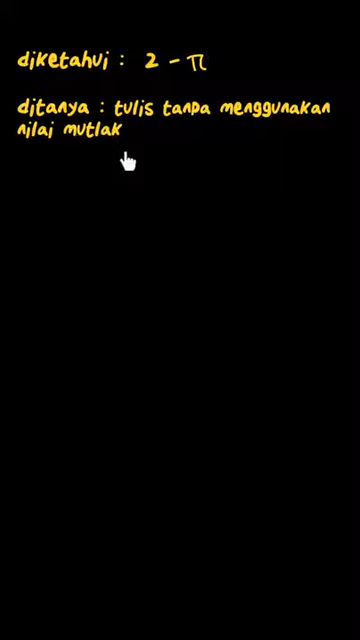 diketahui : 2 - π
ditanya : tulis tanpa menggunakan
nilai mutlak